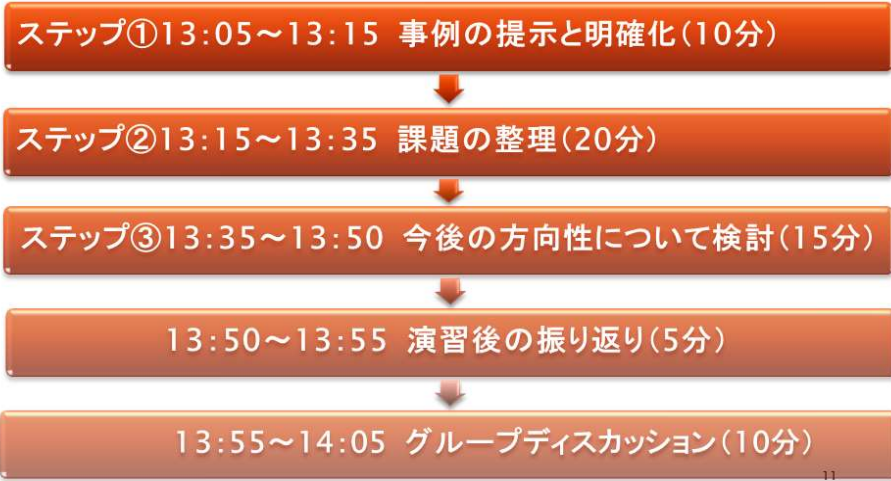 ステップ①13:05～13:15 事例の提示と明確化(10分)
ステップ②13:15～13:35 課題の整理(20分)
ステップ③13:35～13:50 今後の方向性について検討(15分)
13:50～13:55 演習後の振り返り(5分)
13:55～14:05 グループディスカッション(10分)
11